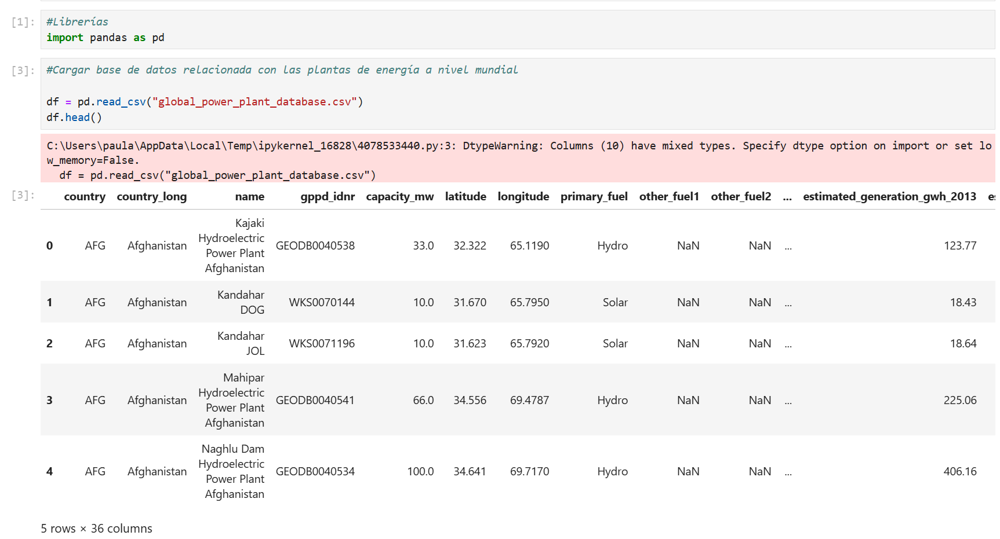 [1]: #Librerías
import pandas as pd
[3]: #Cargar base de datos relacionada con las plantas de energía a nivel mundial
df = pd.read_csv("global_power_plant_database.csv")
df.head()
C:\Users\paula\AppData\Local\Temp\ipykernel_16828\4078533440.py:3: DtypeWarning: Columns (10) have mixed types. Specify dtype option on import or set lo
w_memory=False.
df = pd.read_csv("global_power_plant_database.csv")
[3]: country country_long name gppd_idnr capacity_mw latitude longitude primary_fuel other_fuel1 other_fuel2 ... estimated_generation_gwh_2013 es
Kajaki
Hydroelectric
0 AFG Afghanistan Power Plant GEODB0040538 33.0 32.322 65.1190 Hydro NaN NaN ... 123.77
Afghanistan
Kandahar
1 AFG Afghanistan DOG WKS0070144 10.0 31.670 65.7950 Solar NaN NaN ... 18.43
Kandahar
2 AFG Afghanistan JOL WKS0071196 10.0 31.623 65.7920 Solar NaN NaN ... 18.64
Mahipar
Hydroelectric
3 AFG Afghanistan Power Plant GEODB0040541 66.0 34.556 69.4787 Hydro NaN NaN ... 225.06
Afghanistan
Naghlu Dam
Hydroelectric
4 AFG Afghanistan Power Plant GEODB0040534 100.0 34.641 69.7170 Hydro NaN NaN ... 406.16
Afghanistan
5 rows × 36 columns